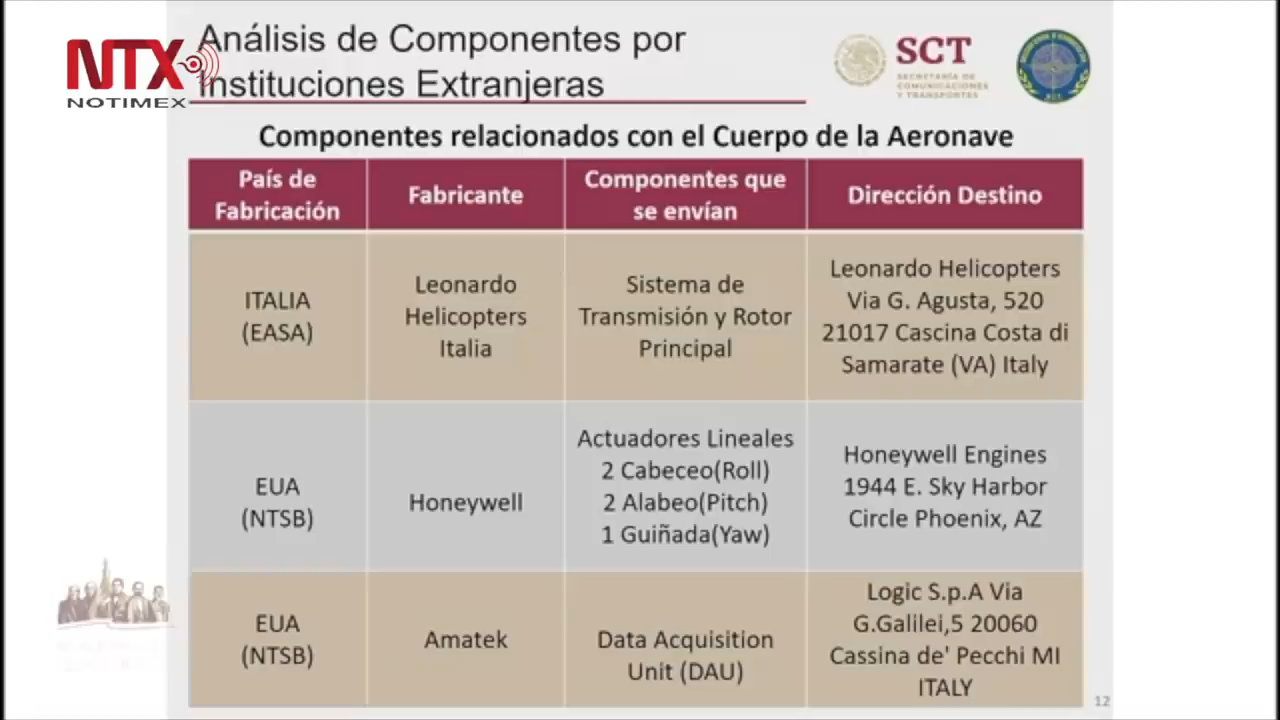 Análisis de Componentes por
Instituciones Extranjeras
NTX
NOTIMEX
SCT
SECRETARÍA DE
COMUNICACIONES
Y TRANSPORTES
Componentes relacionados con el Cuerpo de la Aeronave
País de
Fabricación
Fabricante
Componentes que
se envían
Dirección Destino
ITALIA
(EASA)
Leonardo
Helicopters
Italia
Sistema de
Transmisión y Rotor
Principal
Leonardo Helicopters
Via G. Agusta, 520
21017 Cascina Costa di
Samarate (VA) Italy
EUA
(NTSB)
Honeywell
Actuadores Lineales
2 Cabeceo(Roll)
2 Alabeo(Pitch)
1 Guiñada(Yaw)
Honeywell Engines
1944 E. Sky Harbor
Circle Phoenix, AZ
EUA
(NTSB)
Amatek
Data Acquisition
Unit (DAU)
Logic S.p.A Via
G.Galilei,5 20060
Cassina de' Pecchi MI
ITALY
12